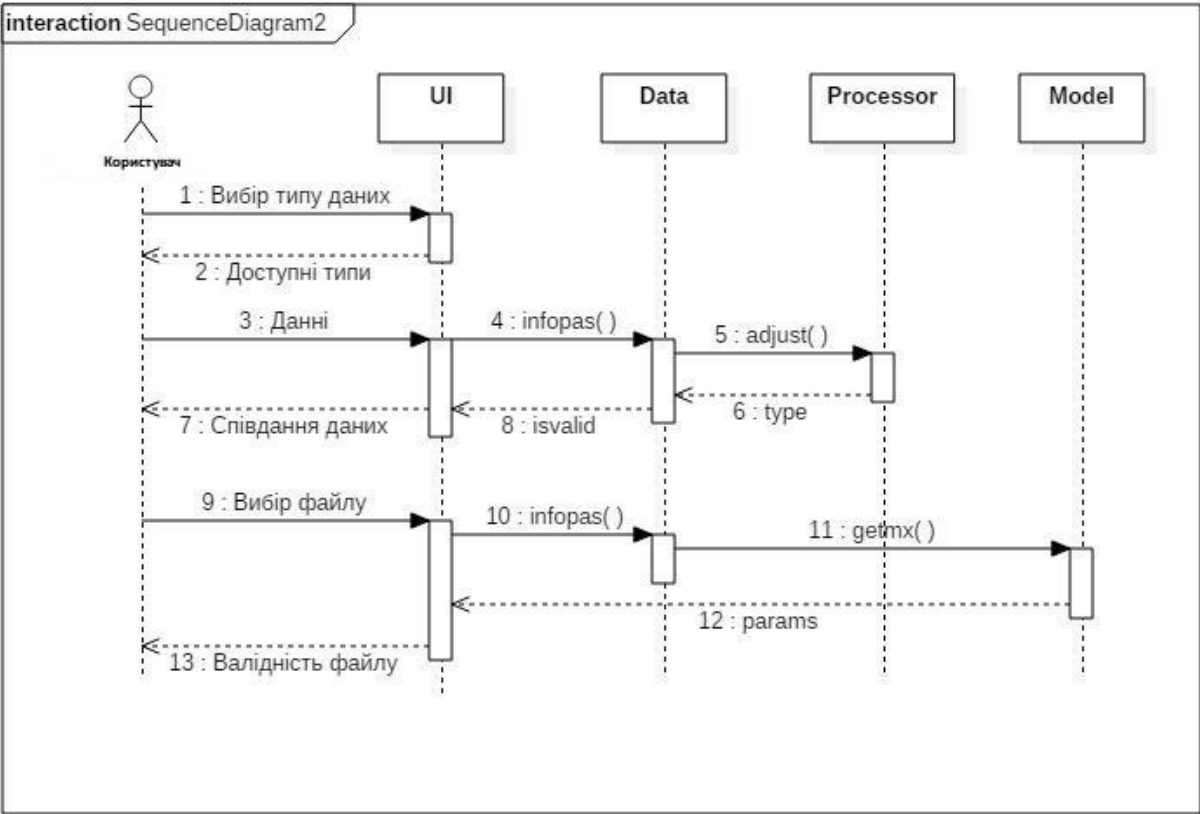 interaction SequenceDiagram2
UI
Data
Processor
Model
Користувач
1 : Вибір типу даних
2 : Доступні типи
3 : Данні
4 : infopas( )
5 : adjust( )
6 : type
7 : Співдання даних
8 : isvalid
9 : Вибір файлу
10 : infopas( )
11 : getmx( )
12 : params
13 : Валідність файлу